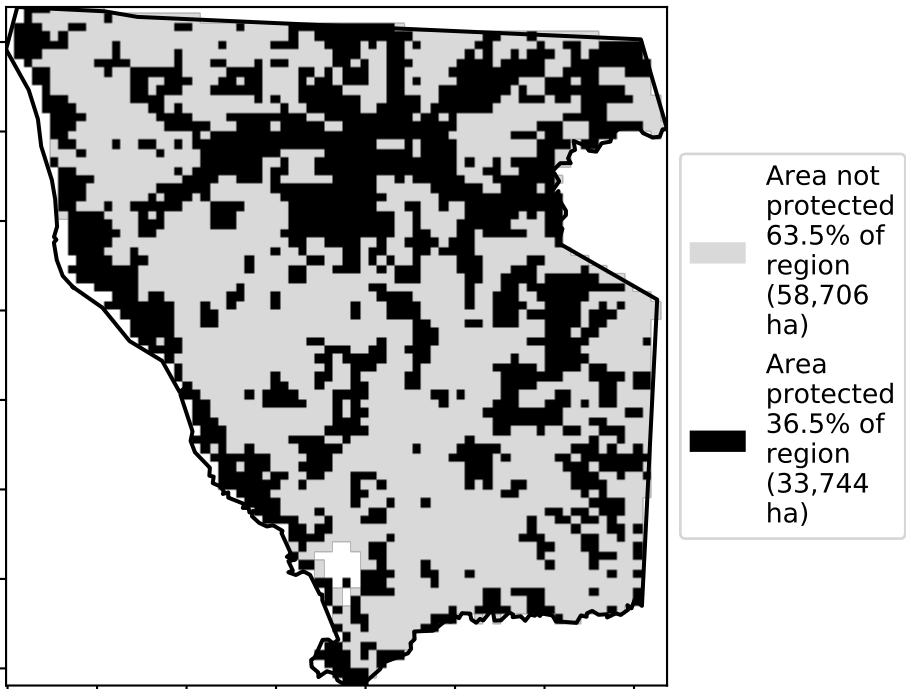 Area not
protected
63.5% of
region
(58,706
ha)
Area
protected
36.5% of
region
(33,744
ha)